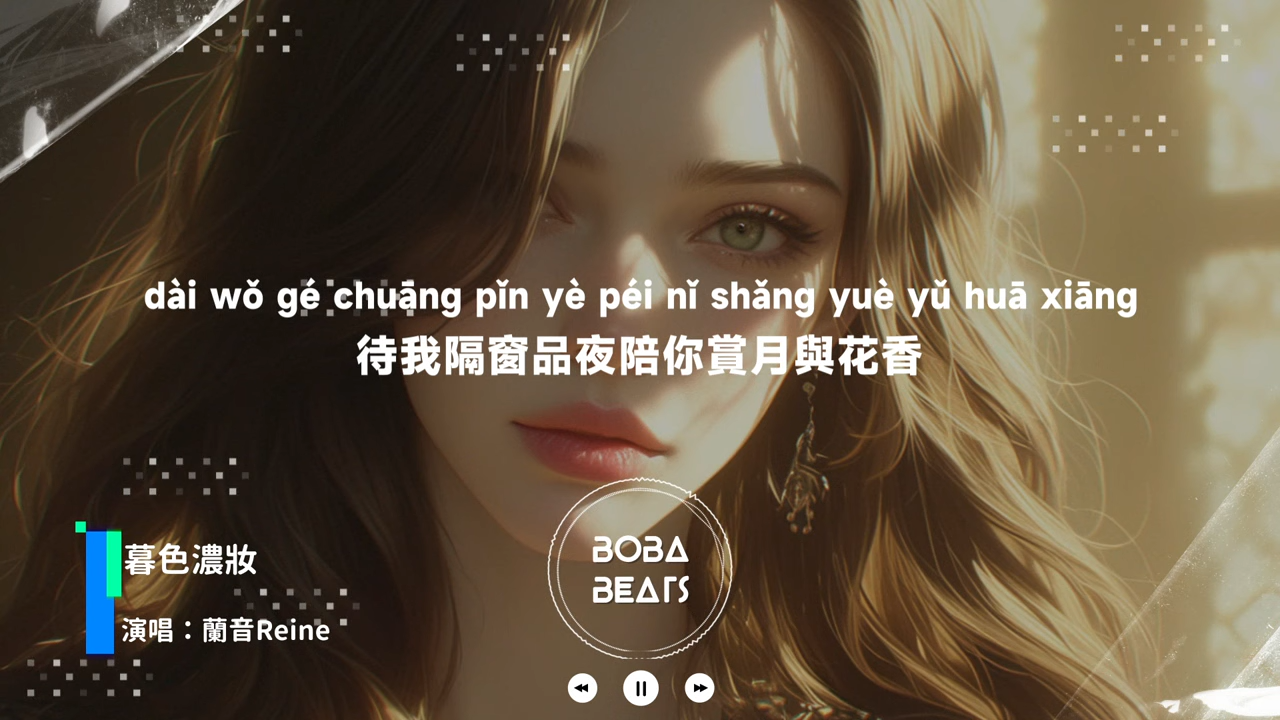 dài wǒ gé chuāng pǐn yè péi nǐ shǎng yuè yǔ huā xiāng
待我隔窗品夜陪你賞月與花香
暮色濃妝
演唱：蘭音Reine
BOBA
BEATS